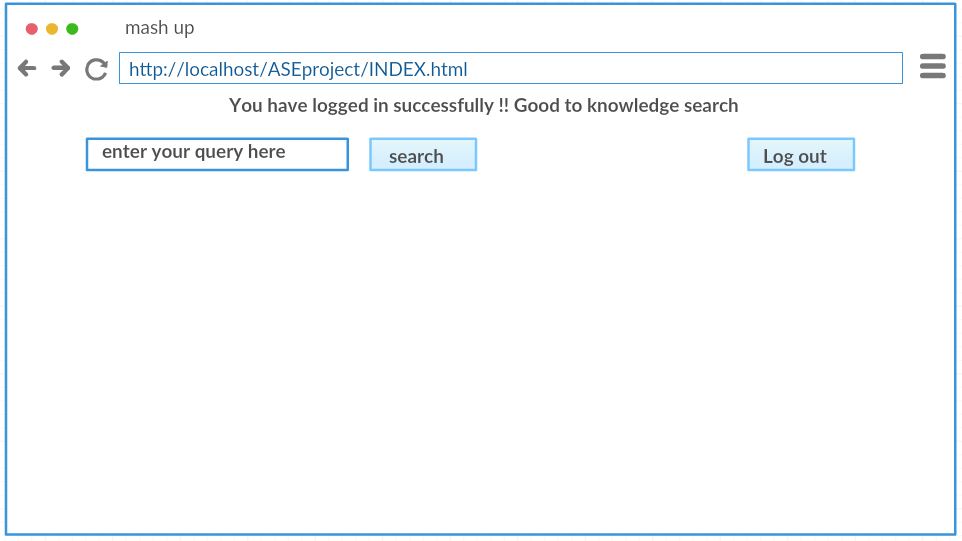 mash up
http://localhost/ASEproject/INDEX.html
You have logged in successfully !! Good to knowledge search
enter your query here
search
Log out